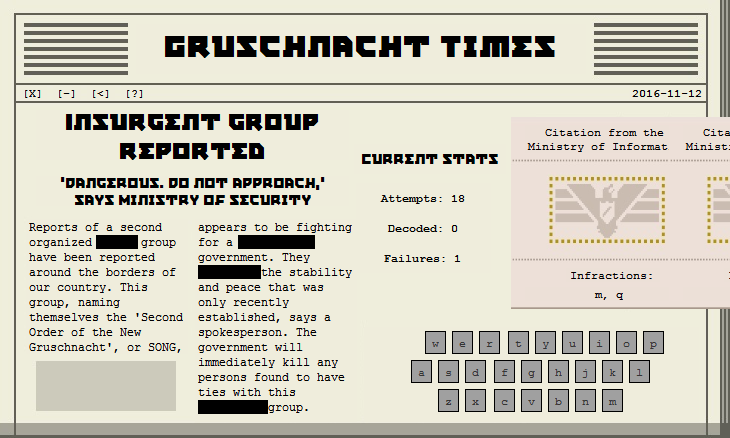 GRUSCHNACHT TIMES
[X] [-] [<] [?]
2016-11-12
INSURGENT GROUP
REPORTED
'DANGEROUS. DO NOT APPROACH,'
SAYS MINISTRY OF SECURITY
Reports of a second
organized group
have been reported
around the borders of
our country. This
group, naming
themselves the 'Second
Order of the New
Gruschnacht', or SONG,
appears to be fighting
for a
government. They
the stability
and peace that was
only recently
established, says a
spokesperson. The
government will
immediately kill any
persons found to have
ties with this
group.
CURRENT STATS
Attempts: 18
Decoded: 0
Failures: 1
Citation from the
Ministry of Informat
Infractions:
m, q
Cita
Ministr
w e r t y u i o p
a s d f g h j k l
z x c v b n m